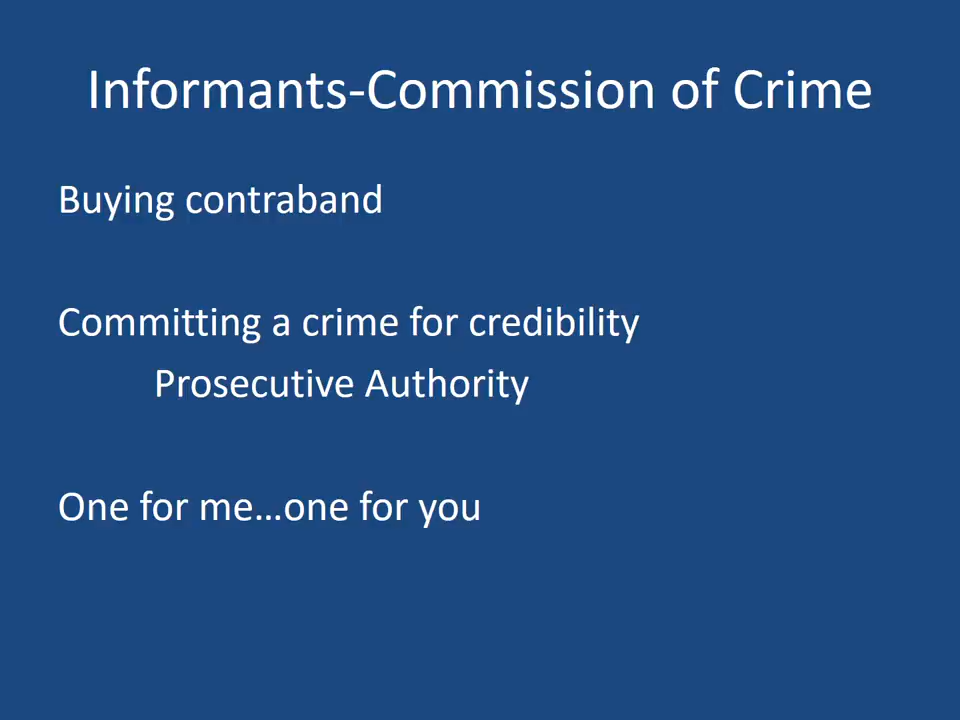 Informants-Commission of Crime
Buying contraband
Committing a crime for credibility
Prosecutive Authority
One for me…one for you